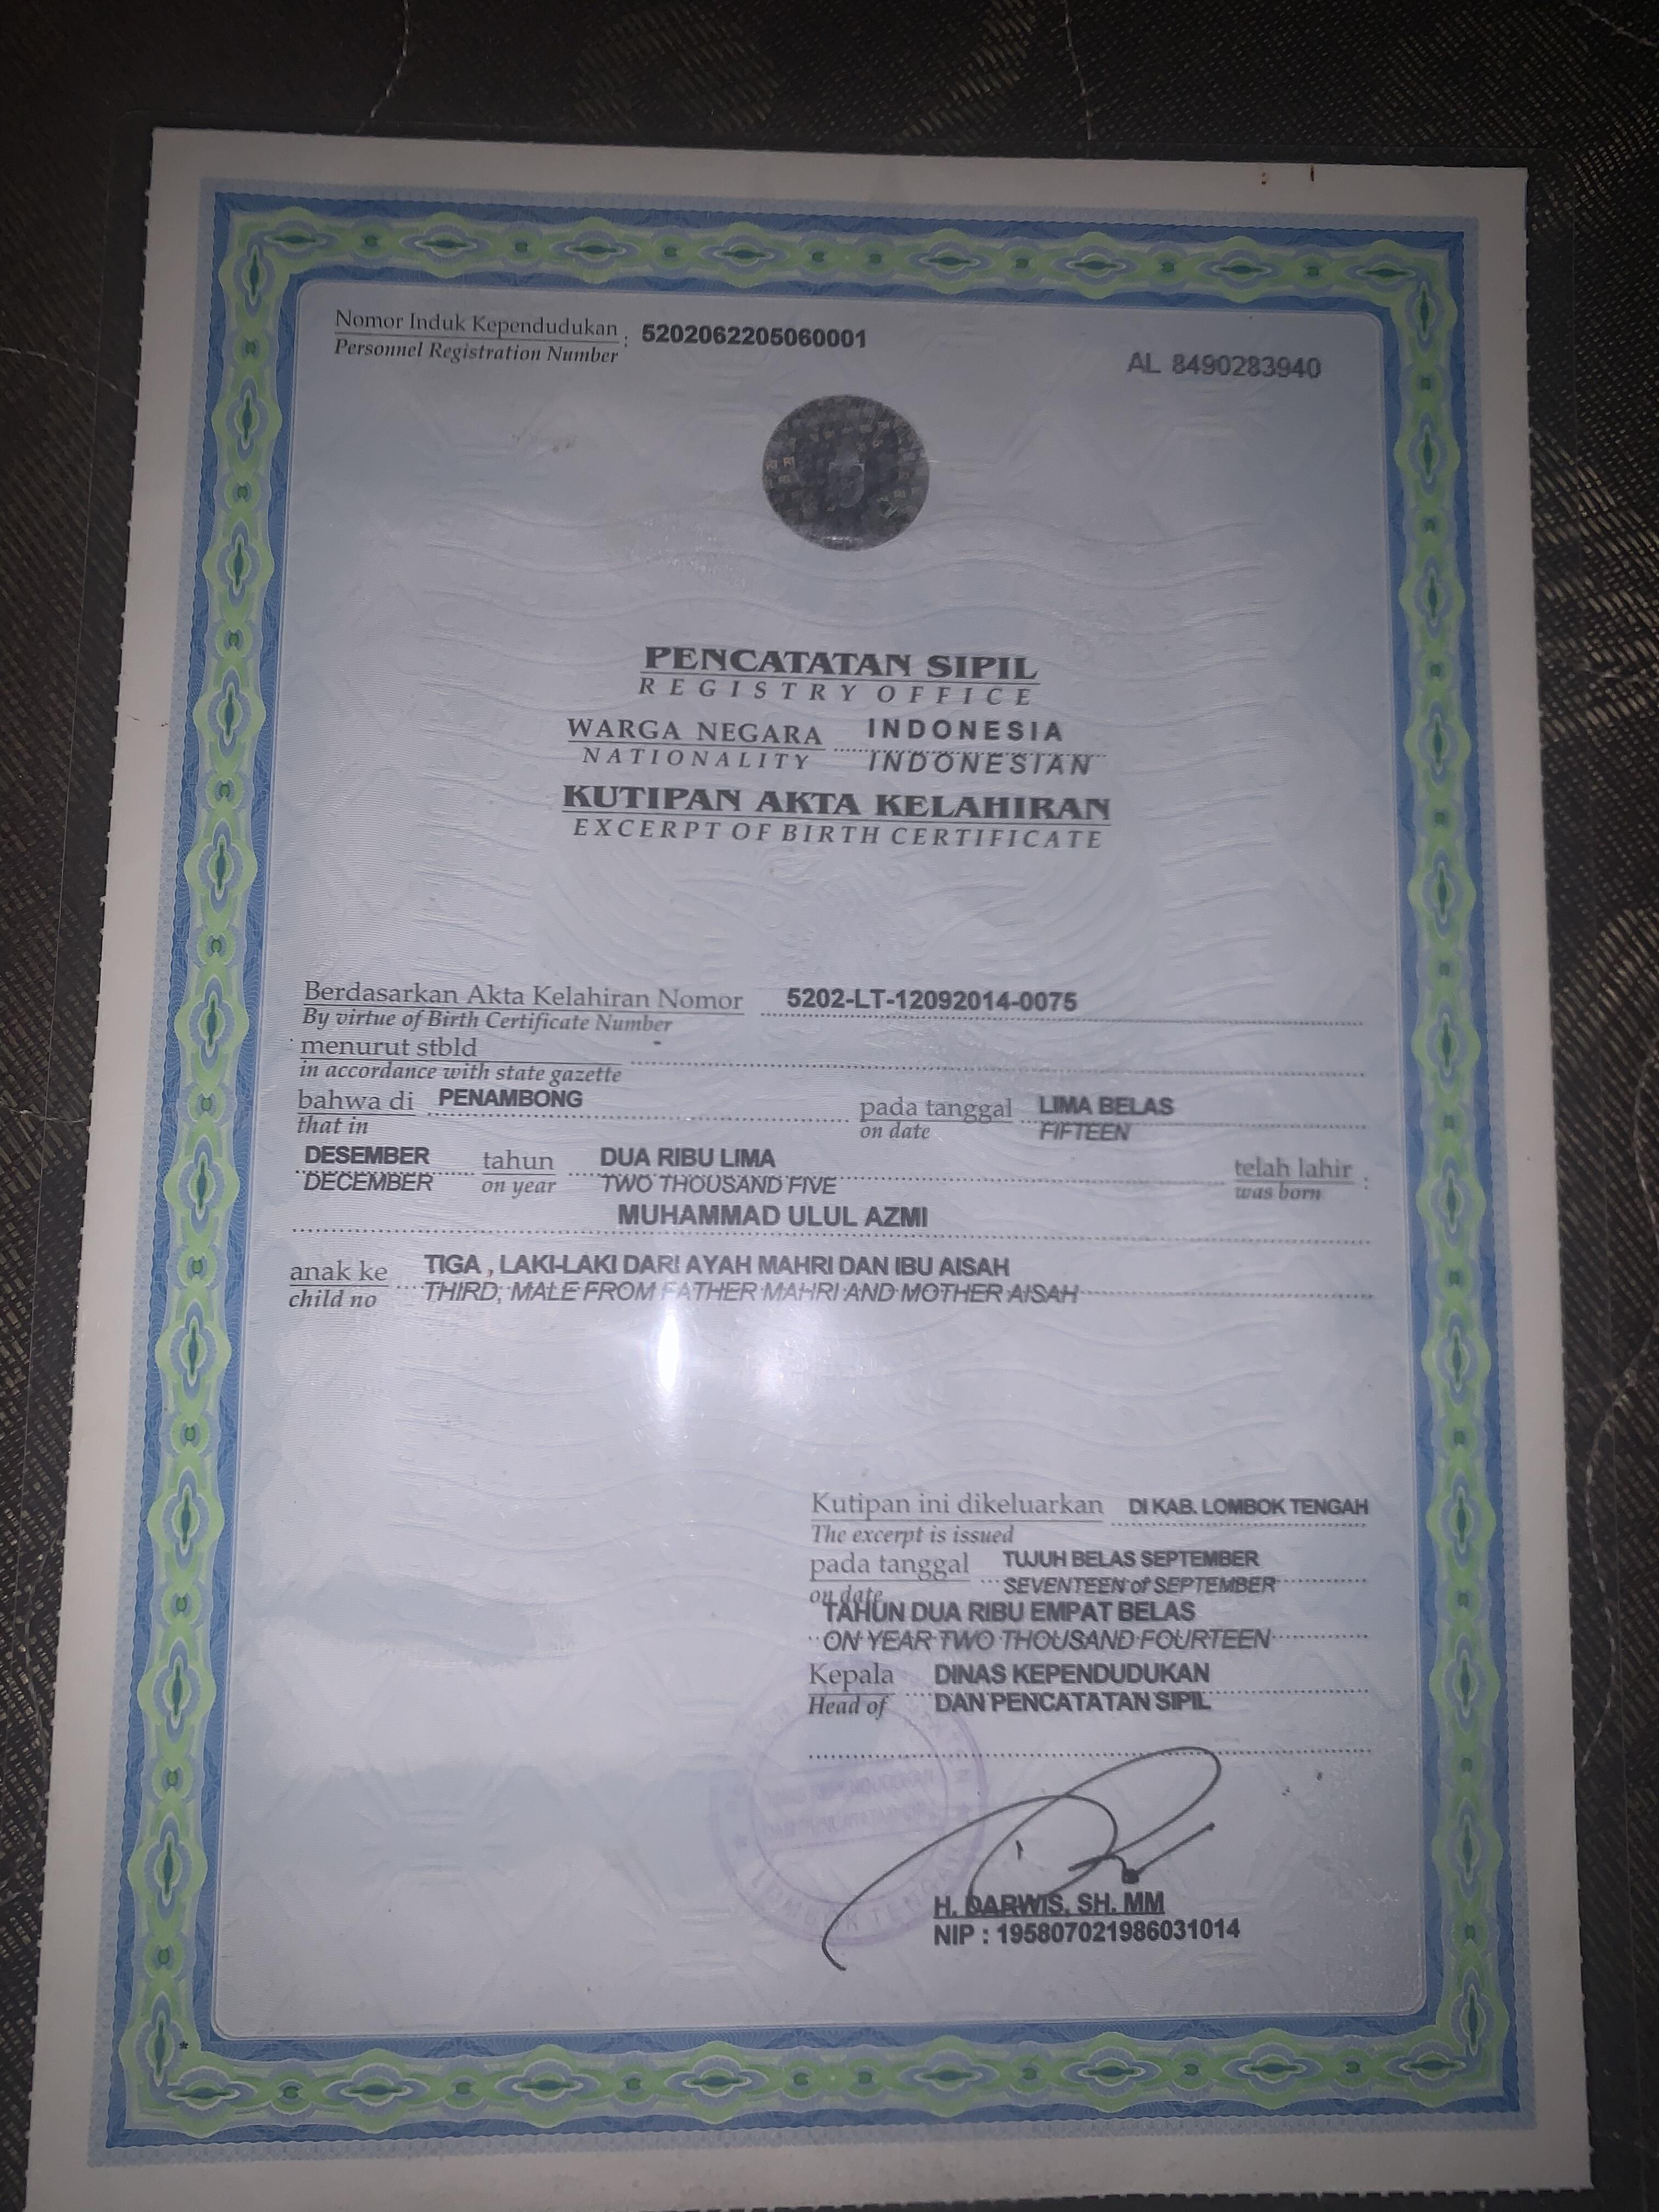 Nomor Induk Kependudukan : 5202062205060001
Personnel Registration Number
AL 8490283940
PENCATATAN SIPIL
REGISTRY OFFICE
WARGA NEGARA INDONESIA
NATIONALITY INDONESIAN
KUTIPAN AKTA KELAHIRAN
EXCERPT OF BIRTH CERTIFICATE
Berdasarkan Akta Kelahiran Nomor 5202-LT-12092014-0075
By virtue of Birth Certificate Number
menurut stbld
in accordance with state gazette
bahwa di PENAMBONG pada tanggal LIMA BELAS
that in on date FIFTEEN
DESEMBER tahun DUA RIBU LIMA telah lahir :
DECEMBER on year TWO THOUSAND FIVE was born
MUHAMMAD ULUL AZMI
anak ke TIGA , LAKI-LAKI DARI AYAH MAHRI DAN IBU AISAH
child no THIRD, MALE FROM FATHER MAHRI AND MOTHER AISAH
Kutipan ini dikeluarkan DI KAB. LOMBOK TENGAH
The excerpt is issued
pada tanggal TUJUH BELAS SEPTEMBER
on date SEVENTEEN of SEPTEMBER
TAHUN DUA RIBU EMPAT BELAS
ON YEAR TWO THOUSAND FOURTEEN
Kepala DINAS KEPENDUDUKAN
Head of DAN PENCATATAN SIPIL
LOMBOK TENGAH
H. DARWIS, SH. MM
NIP : 195807021986031014